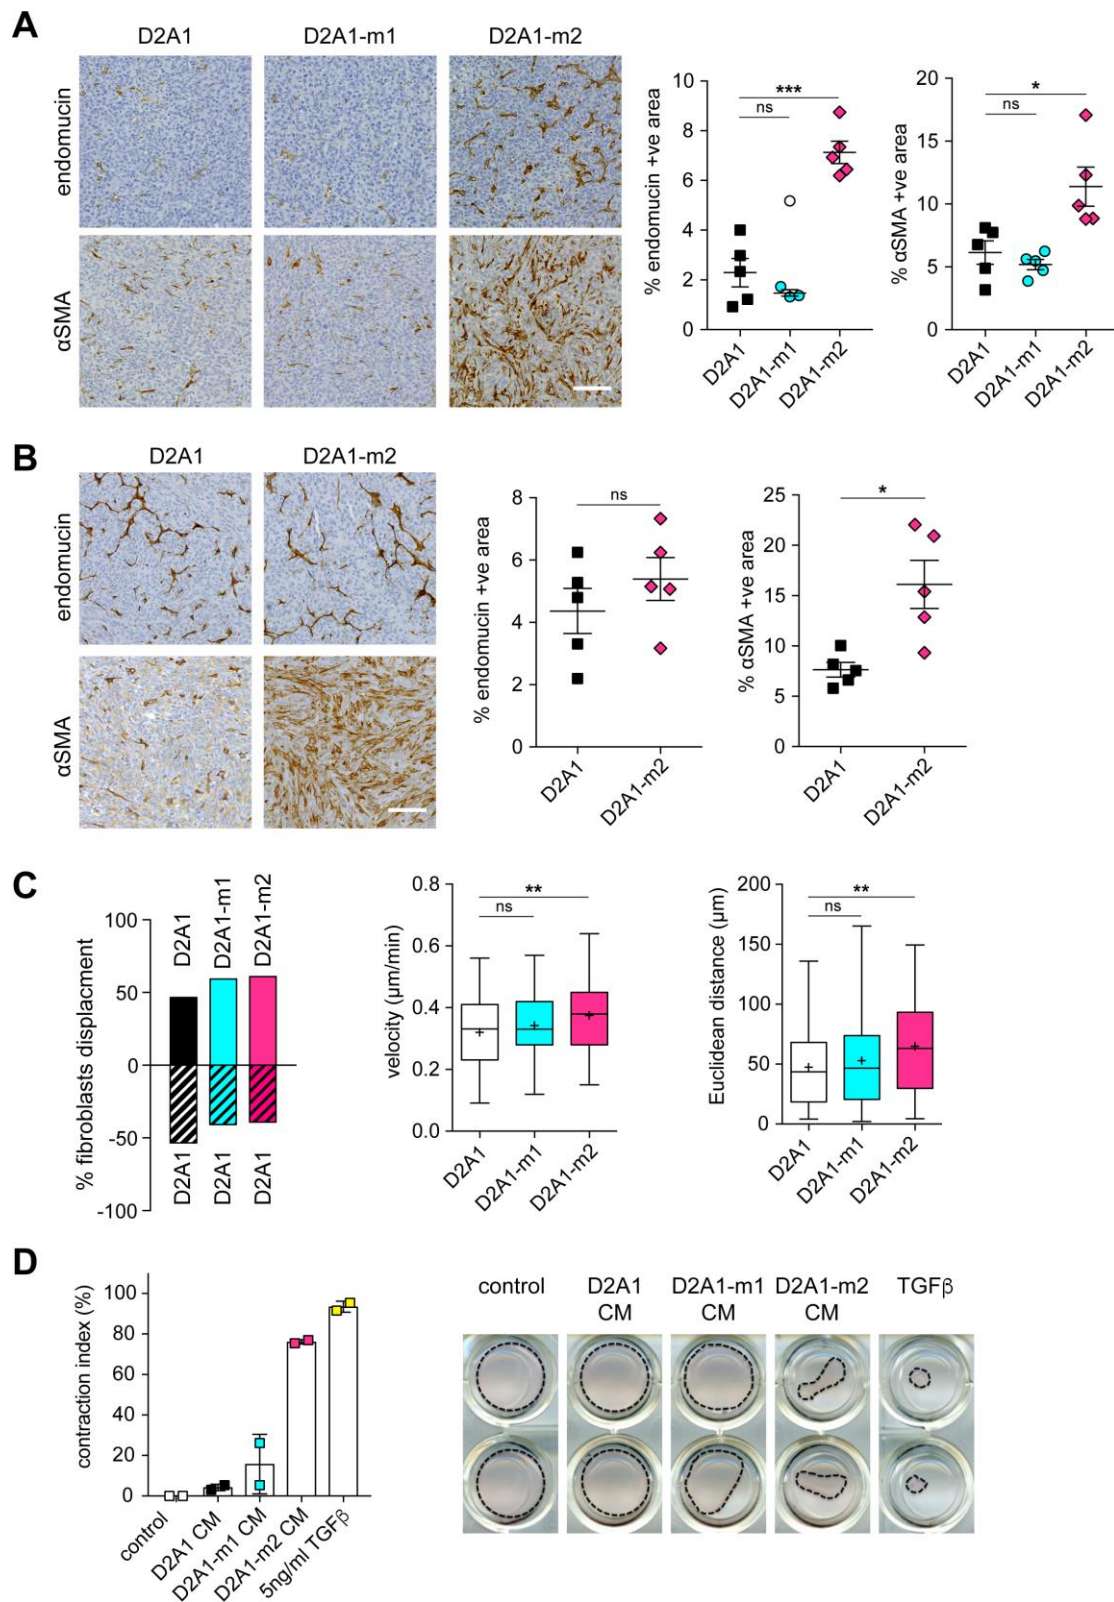 A
D2A1 D2A1-m1 D2A1-m2
endomucin
αSMA
% endomucin +ve area
10
8
6
4
2
0
***
ns
D2A1
D2A1-m1
D2A1-m2
% αSMA +ve area
20
15
10
5
0
*
ns
D2A1
D2A1-m1
D2A1-m2
B
D2A1 D2A1-m2
endomucin
αSMA
% endomucin +ve area
8
6
4
2
0
ns
D2A1
D2A1-m2
% αSMA +ve area
25
20
15
10
5
0
*
D2A1
D2A1-m2
C
% fibroblasts displacment
100
50
0
-50
-100
D2A1
D2A1-m1
D2A1-m2
D2A1
D2A1
D2A1
velocity (µm/min)
0.8
0.6
0.4
0.2
0.0
**
ns
D2A1
D2A1-m1
D2A1-m2
Euclidean distance (µm)
200
150
100
50
0
**
ns
D2A1
D2A1-m1
D2A1-m2
D
contraction index (%)
100
80
60
40
20
0
control
D2A1 CM
D2A1-m1 CM
D2A1-m2 CM
5ng/ml TGFβ
control D2A1 D2A1-m1 D2A1-m2 TGFβ
CM CM CM